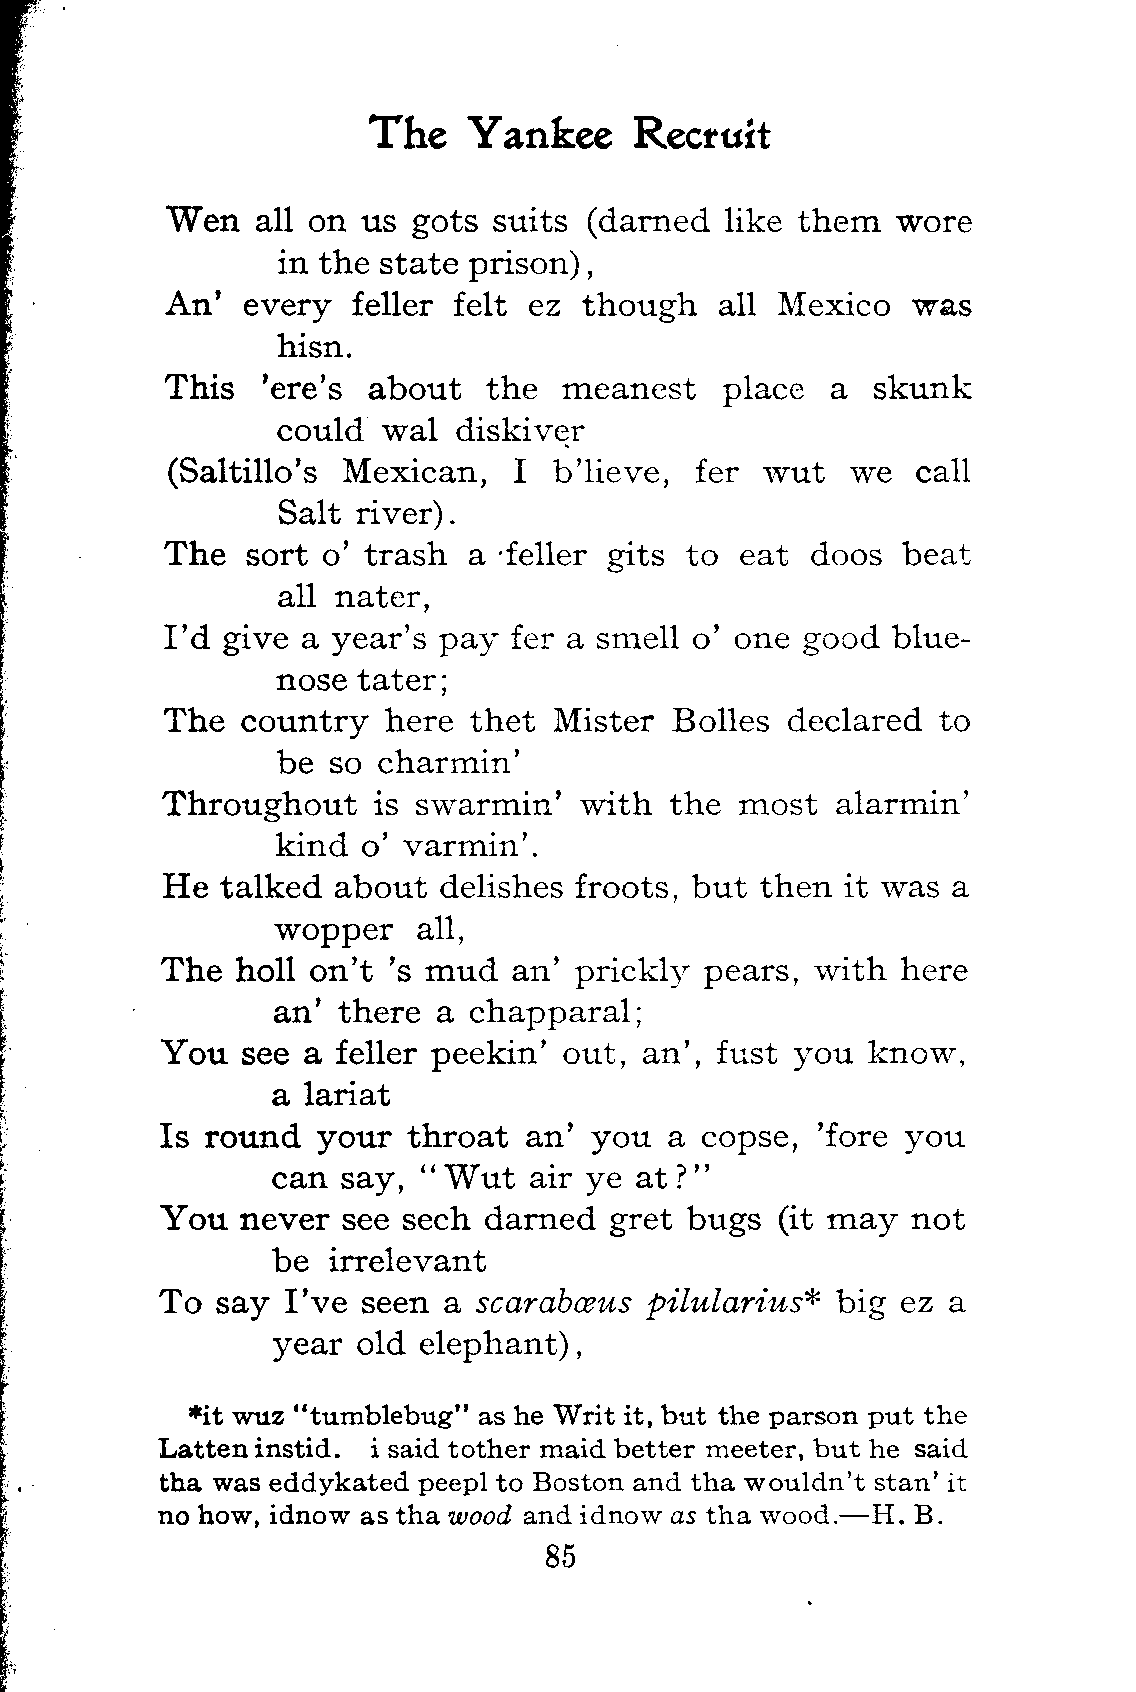 The Yankee Recruit
Wen all on us gots suits (darned like them wore
in the state prison),
An' every feller felt ez though all Mexico was
hisn.
This 'ere's about the meanest place a skunk
could wal diskiver
(Saltillo's Mexican, I b'lieve, fer wut we call
Salt river).
The sort o' trash a feller gits to eat doos beat
all nater,
I'd give a year's pay fer a smell o' one good blue-
nose tater;
The country here thet Mister Bolles declared to
be so charmin'
Throughout is swarmin' with the most alarmin'
kind o' varmin'.
He talked about delishes froots, but then it was a
wopper all,
The holl on't 's mud an' prickly pears, with here
an' there a chapparal;
You see a feller peekin' out, an', fust you know,
a lariat
Is round your throat an' you a copse, 'fore you
can say, "Wut air ye at?"
You never see sech darned gret bugs (it may not
be irrelevant
To say I've seen a scarabœus pilularius* big ez a
year old elephant),
*it wuz "tumblebug" as he Writ it, but the parson put the
Latten instid. i said tother maid better meeter, but he said
tha was eddykated peepl to Boston and tha wouldn't stan' it
no how, idnow as tha wood and idnow as tha wood.—H. B.
85